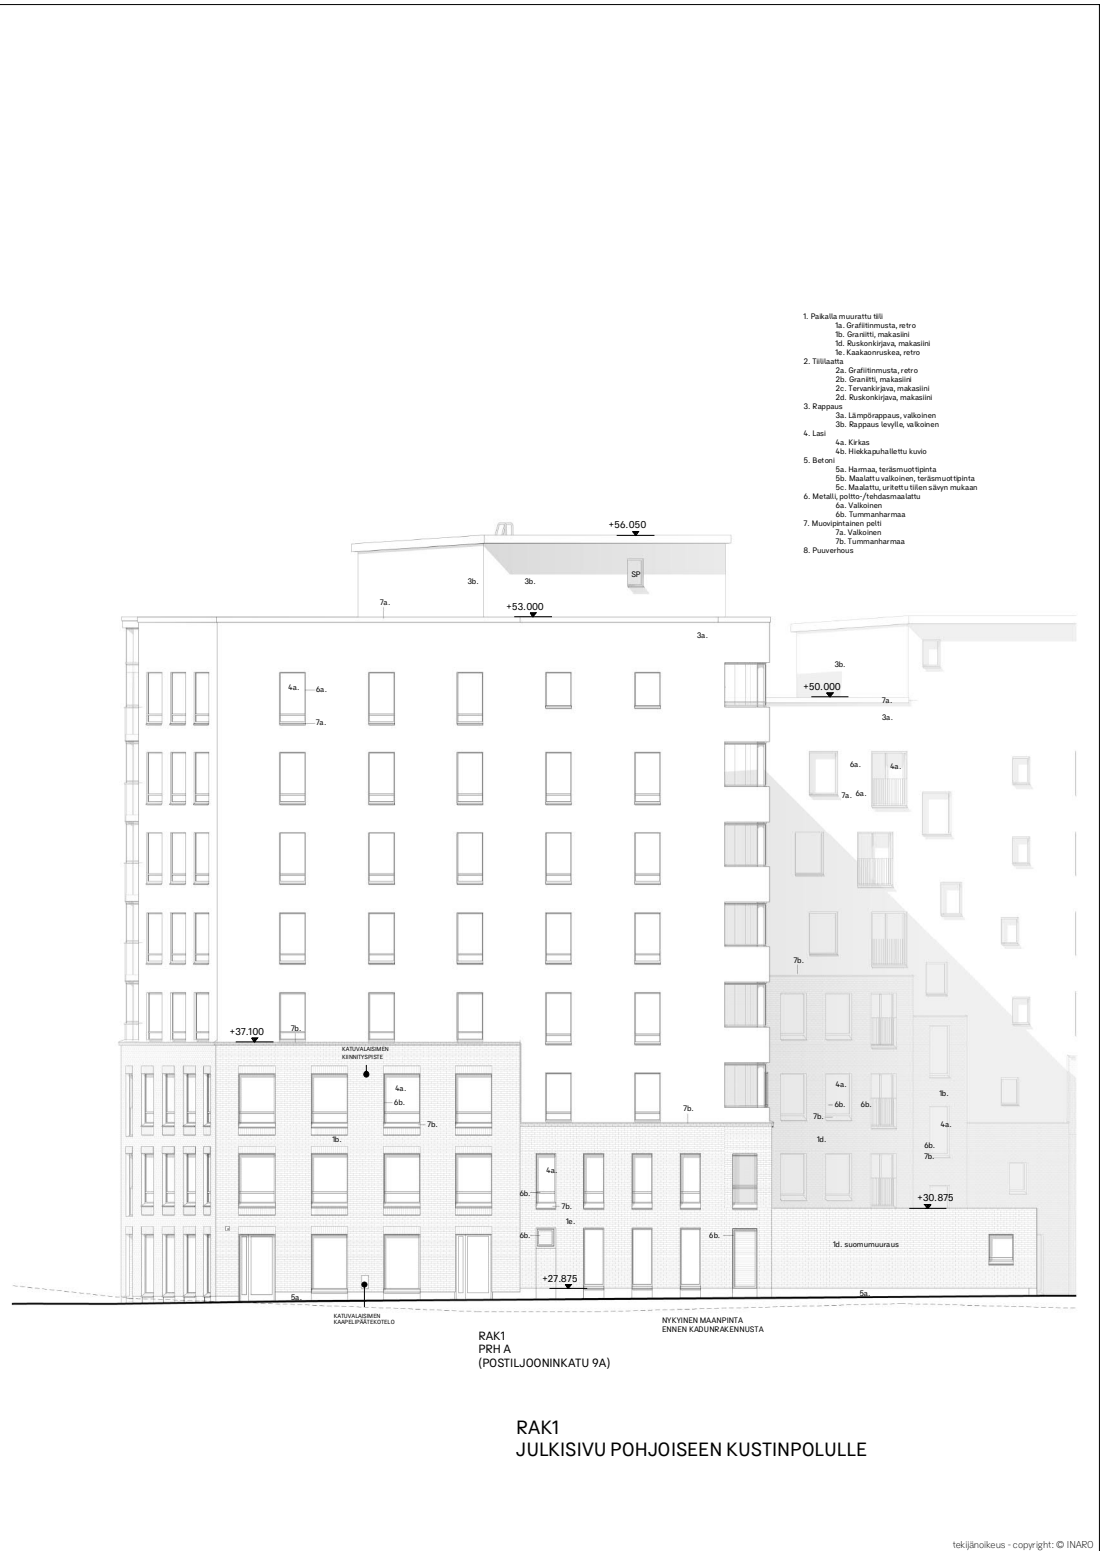 1. Paikalla muurattu tiili
1a. Grafiitinmusta, retro
1b. Graniitti, makasiini
1d. Ruskonkirjava, makasiini
1e. Kaakaonruskea, retro
2. Tiililaatta
2a. Grafiitinmusta, retro
2b. Graniitti, makasiini
2c. Tervankirjava, makasiini
2d. Ruskonkirjava, makasiini
3. Rappaus
3a. Lämpörappaus, valkoinen
3b. Rappaus levylle, valkoinen
4. Lasi
4a. Kirkas
4b. Hiekkapuhallettu kuvio
5. Betoni
5a. Harmaa, teräsmuottipinta
5b. Maalattu valkoinen, teräsmuottipinta
5c. Maalattu, uritettu tiilen sävyn mukaan
6. Metalli, poltto-/tehdasmaalattu
6a. Valkoinen
6b. Tummanharmaa
7. Muovipintainen pelti
7a. Valkoinen
7b. Tummanharmaa
8. Puuverhous
+56.050
SP
3b. 3b.
7a.
+53.000
3a.
3b.
+50.000
7a.
3a.
4a. 6a.
7a.
6a. 4a.
7a. 6a.
7b.
+37.100
7b.
KATUVALAISIMEN
KIINNITYSPISTE
4a.
6b.
7b.
1b.
7b.
4a.
6b. 6b.
7b.
1d.
1b.
4a.
6b.
7b.
4a.
6b.
7b.
1e.
6b.
6b.
+30.875
1d. suomumuuraus
+27.875
5a.
5a.
KATUVALAISIMEN
KAAPELIPÄÄTEKOTELO
NYKYINEN MAANPINTA
ENNEN KADUNRAKENNUSTA
RAK1
PRH A
(POSTILJOONINKATU 9A)
RAK1
JULKISIVU POHJOISEEN KUSTINPOLULLE
tekijänoikeus - copyright: © INARO